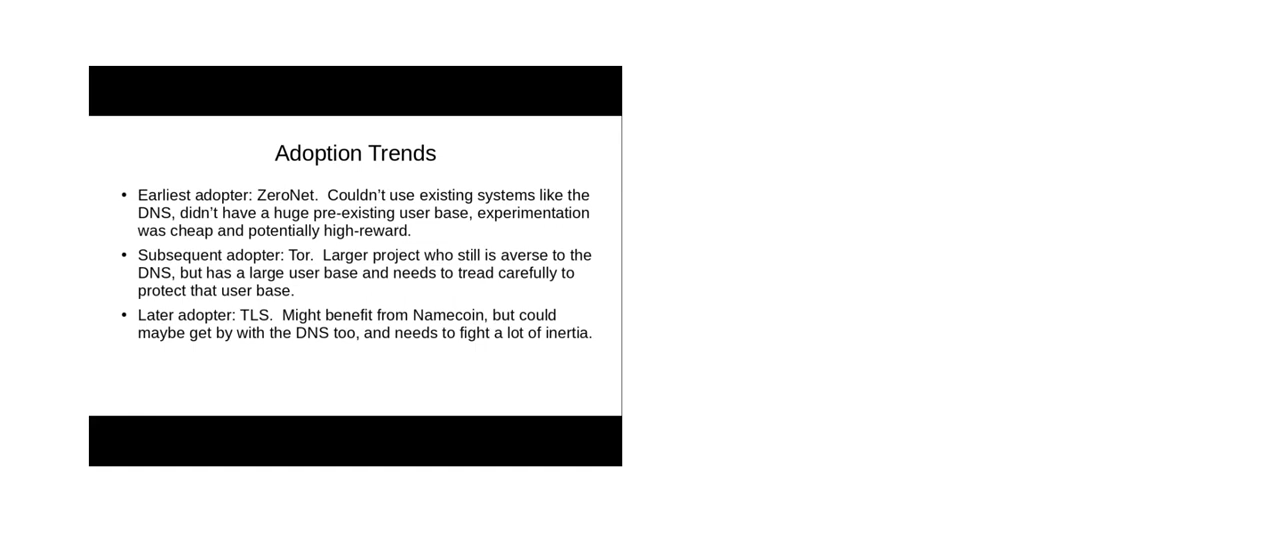 Adoption Trends
• Earliest adopter: ZeroNet.  Couldn’t use existing systems like the
DNS, didn’t have a huge pre-existing user base, experimentation
was cheap and potentially high-reward.
• Subsequent adopter: Tor.  Larger project who still is averse to the
DNS, but has a large user base and needs to tread carefully to
protect that user base.
• Later adopter: TLS.  Might benefit from Namecoin, but could
maybe get by with the DNS too, and needs to fight a lot of inertia.